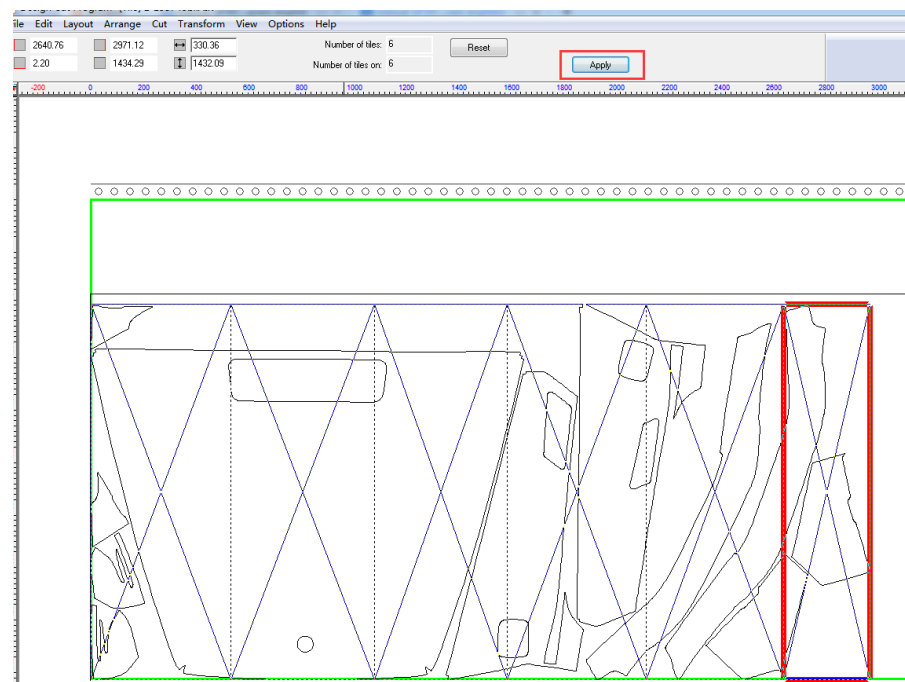 ile Edit Layout Arrange Cut Transform View Options Help
2640.76 2971.12 330.36 Number of tiles: 6 Reset
2.20 1434.29 1432.09 Number of tiles on: 6 Apply
-200 0 200 400 600 800 1000 1200 1400 1600 1800 2000 2200 2400 2600 2800 3000